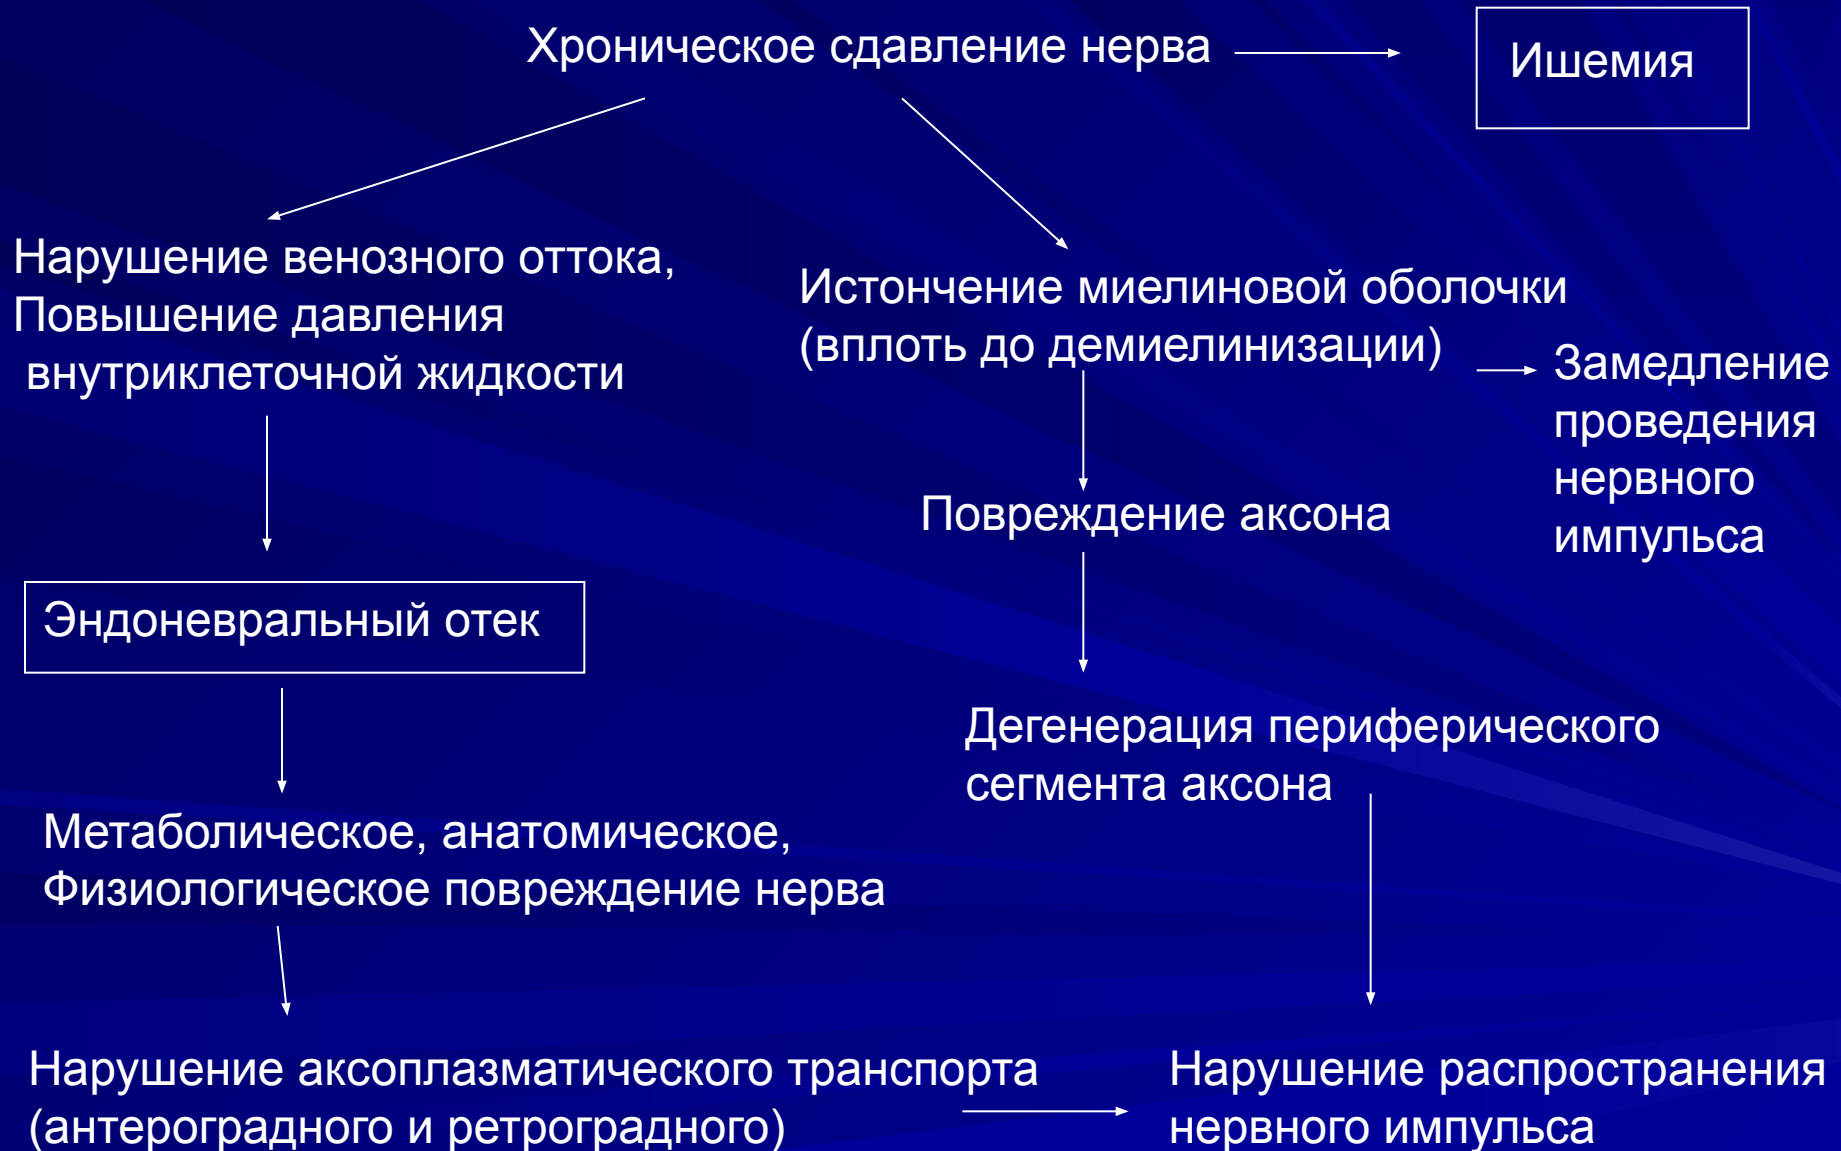 Хроническое сдавление нерва
Ишемия
Нарушение венозного оттока,
Повышение давления
внутриклеточной жидкости
Истончение миелиновой оболочки
(вплоть до демиелинизации)
Замедление
проведения
нервного
импульса
Повреждение аксона
Эндоневральный отек
Дегенерация периферического
сегмента аксона
Метаболическое, анатомическое,
Физиологическое повреждение нерва
Нарушение аксоплазматического транспорта
(антероградного и ретроградного)
Нарушение распространения
нервного импульса